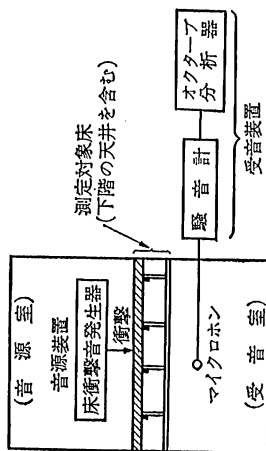 (音源室)
音源装置
床衝撃音発生器
衝撃
測定対象床
(下階の天井を含む)
マイクロホン
(受音室)
騒音計
オクターブ
分析器
受音装置